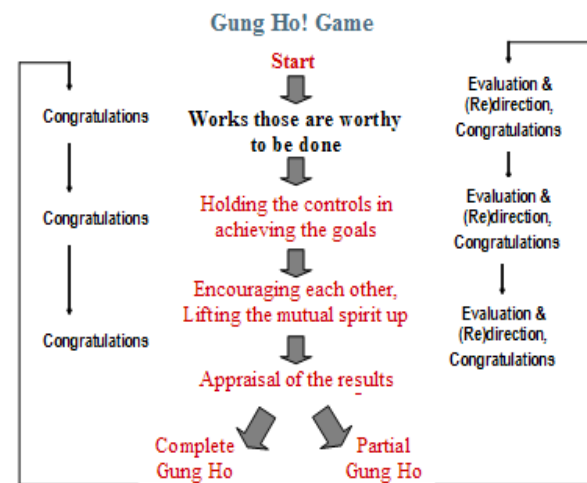 Gung Ho! Game
Start
Works those are worthy
to be done
Holding the controls in
achieving the goals
Encouraging each other,
Lifting the mutual spirit up
Appraisal of the results
Complete
Gung Ho
Partial
Gung Ho
Congratulations
Congratulations
Congratulations
Evaluation &
(Re)direction,
Congratulations
Evaluation &
(Re)direction,
Congratulations
Evaluation &
(Re)direction,
Congratulations